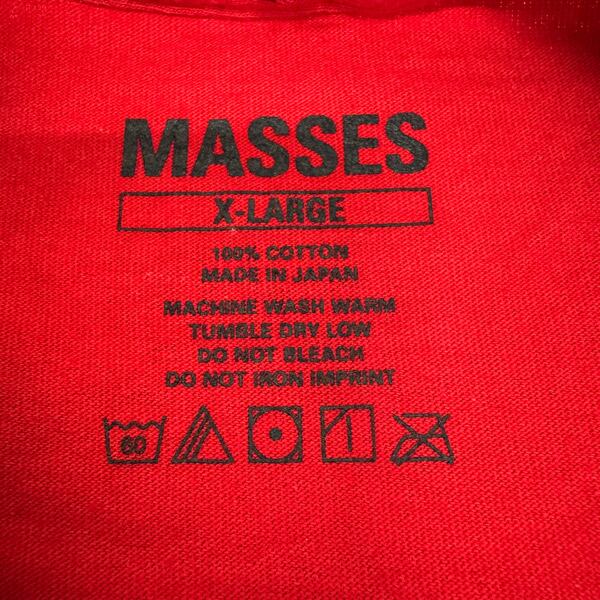 MASSES
X-LARGE
100% COTTON
MADE IN JAPAN
MACHINE WASH WARM
TUMBLE DRY LOW
DO NOT BLEACH
DO NOT IRON IMPRINT
60